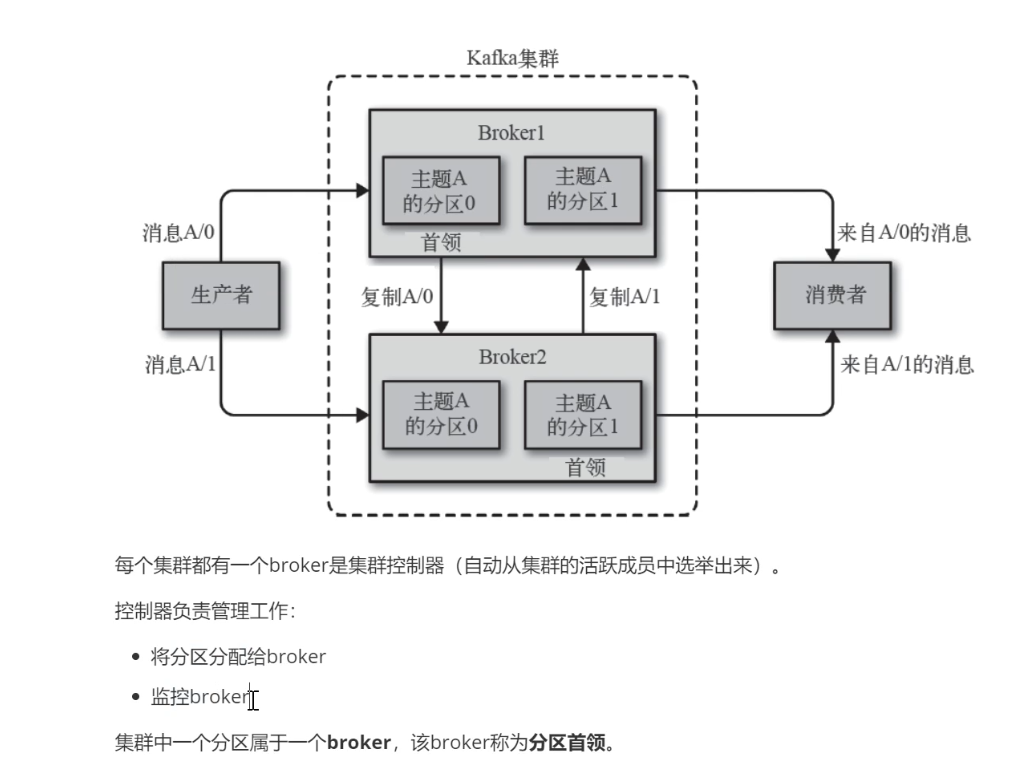 Kafka集群
Broker1
主题A
的分区0
主题A
的分区1
首领
消息A/0
来自A/0的消息
生产者
复制A/0
复制A/1
消费者
消息A/1
来自A/1的消息
Broker2
主题A
的分区0
主题A
的分区1
首领
每个集群都有一个broker是集群控制器（自动从集群的活跃成员中选举出来）。
控制器负责管理工作：
将分区分配给broker
监控broker
集群中一个分区属于一个broker，该broker称为分区首领。